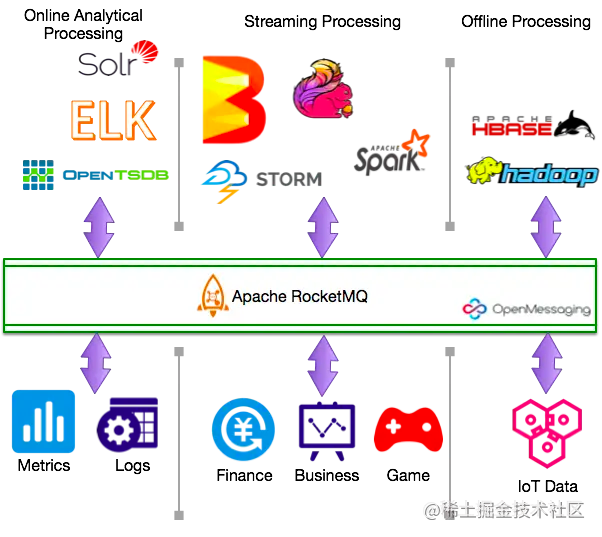 Online Analytical
Processing
Streaming Processing
Offline Processing
Solr
ELK
OPENTSDB
STORM
APACHE
Spark™
APACHE
HBASE
hadoop
Apache RocketMQ
OpenMessaging
Metrics
Logs
Finance
Business
Game
IoT Data
@稀土掘金技术社区